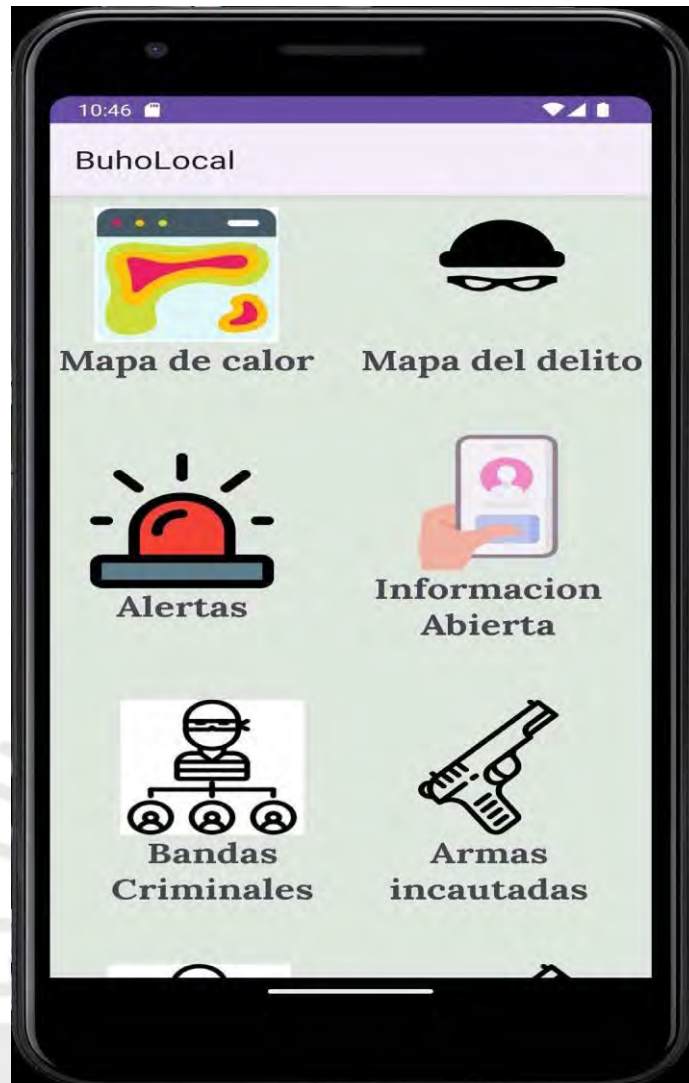 10:46
BuhoLocal
Mapa de calor
Mapa del delito
Alertas
Informacion
Abierta
Bandas
Criminales
Armas
incautadas